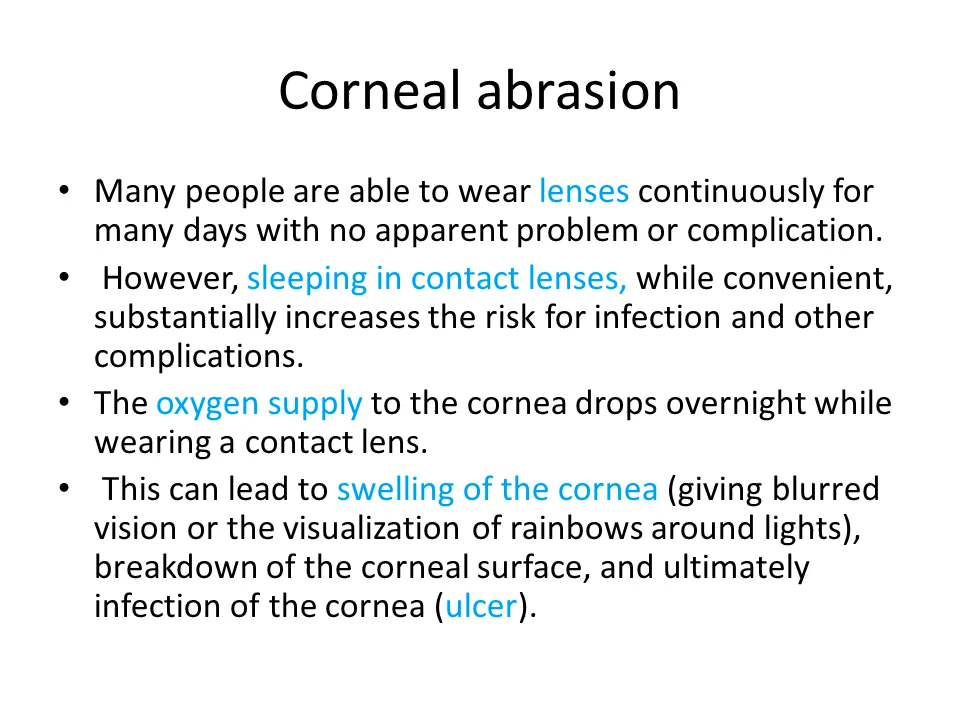 Corneal abrasion
• Many people are able to wear lenses continuously for
many days with no apparent problem or complication.
• However, sleeping in contact lenses, while convenient,
substantially increases the risk for infection and other
complications.
• The oxygen supply to the cornea drops overnight while
wearing a contact lens.
• This can lead to swelling of the cornea (giving blurred
vision or the visualization of rainbows around lights),
breakdown of the corneal surface, and ultimately
infection of the cornea (ulcer).